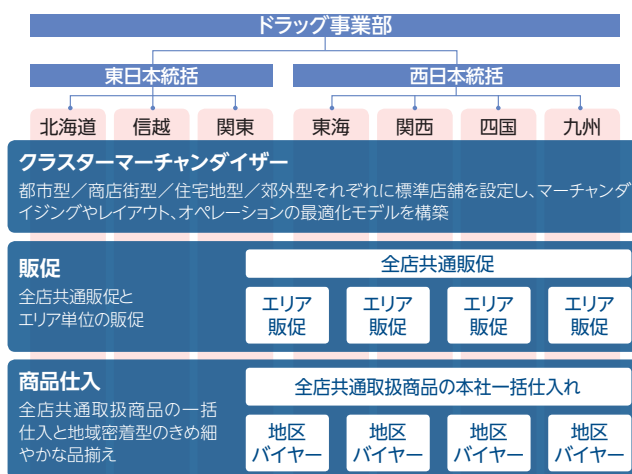 ドラッグ事業部
東日本統括
西日本統括
北海道
信越
関東
東海
関西
四国
九州
クラスターマーチャンダイザー
都市型／商店街型／住宅地型／郊外型それぞれに標準店舗を設定し、マーチャンダ
イジングやレイアウト、オペレーションの最適化モデルを構築
販促
全店共通販促と
エリア単位の販促
全店共通販促
エリア
販促
エリア
販促
エリア
販促
エリア
販促
商品仕入
全店共通取扱商品の一括
仕入と地域密着型のきめ細
やかな品揃え
全店共通取扱商品の本社一括仕入れ
地区
バイヤー
地区
バイヤー
地区
バイヤー
地区
バイヤー